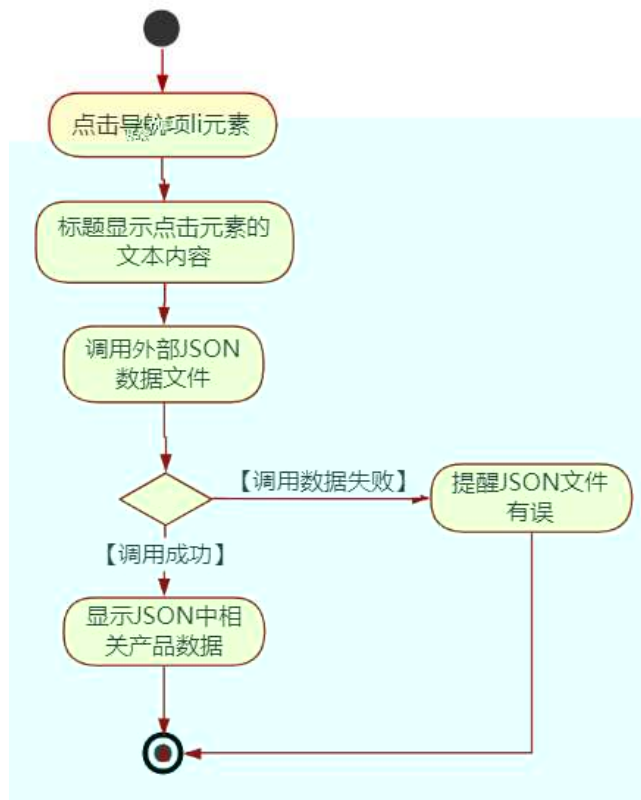 点击导航项li元素
标题显示点击元素的
文本内容
调用外部JSON
数据文件
【调用数据失败】
提醒JSON文件
有误
【调用成功】
显示JSON中相
关产品数据